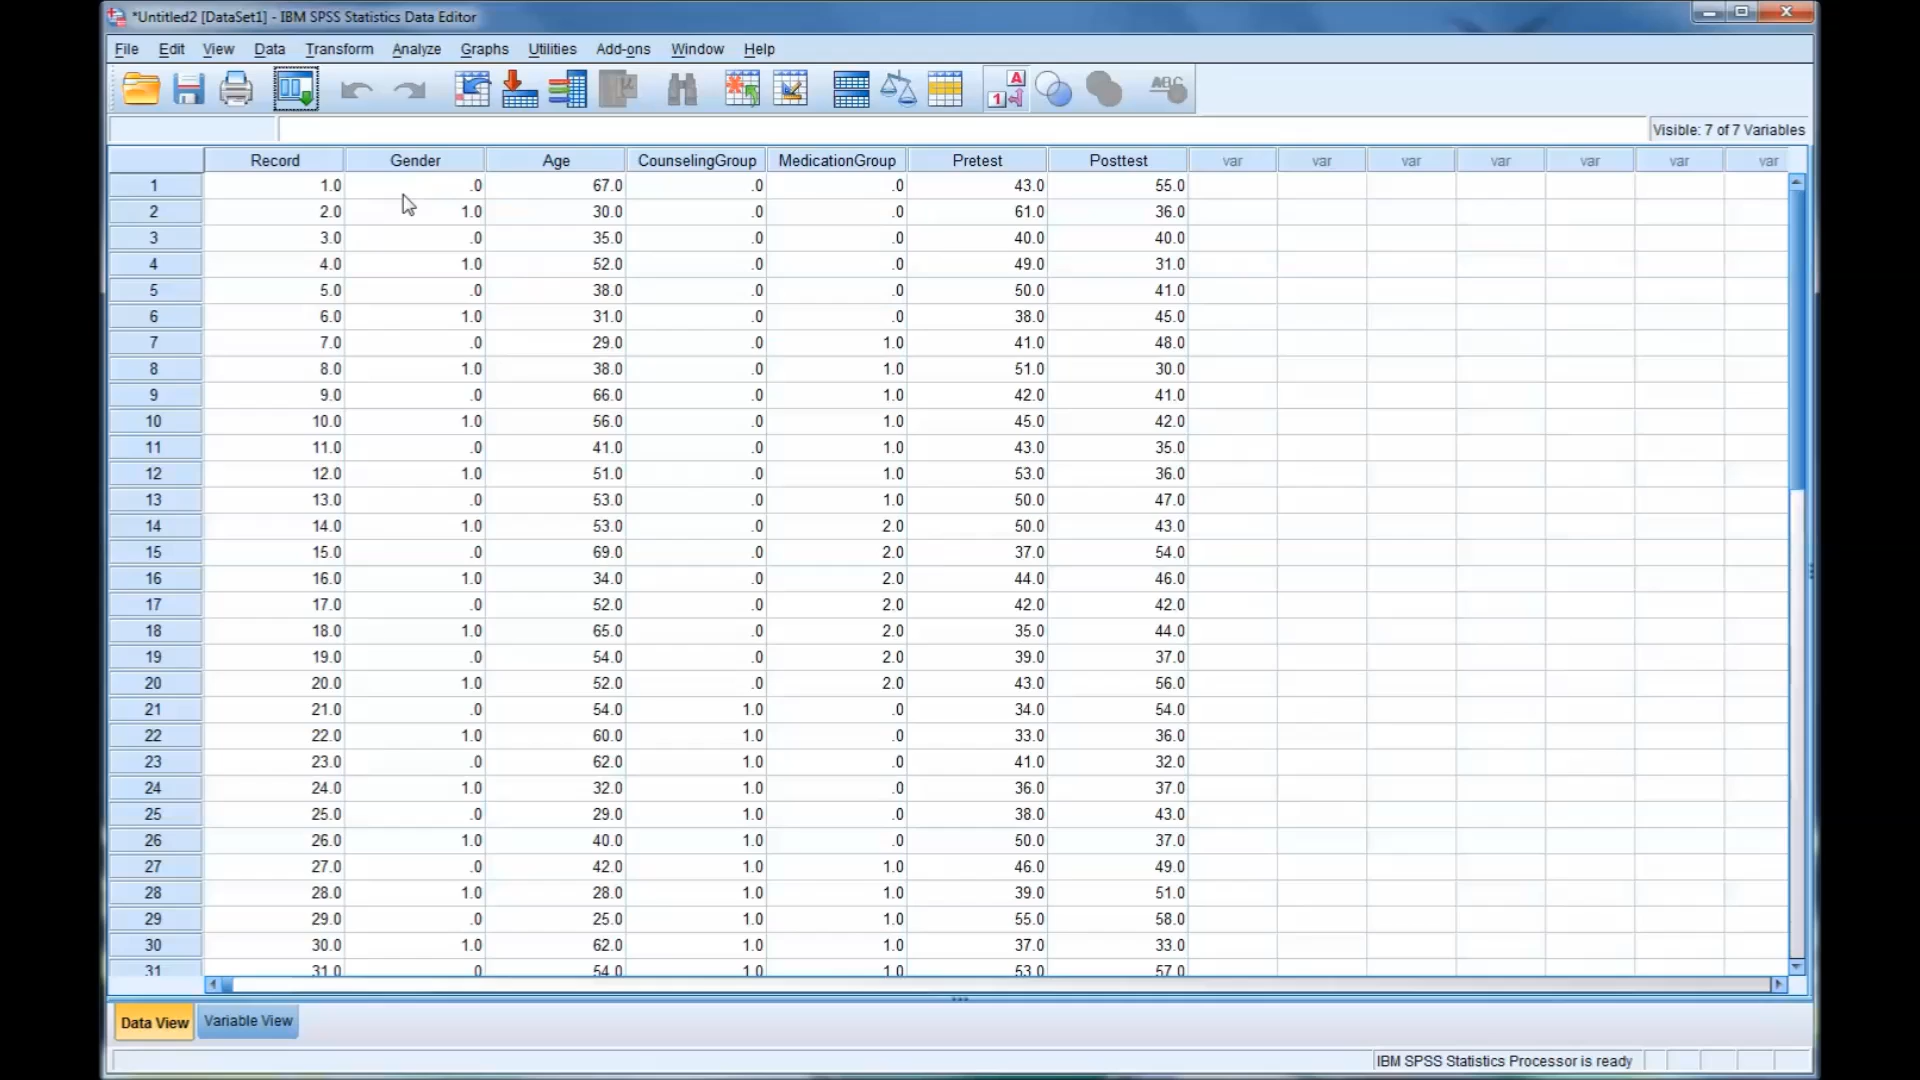 *Untitled2 [DataSet1] - IBM SPSS Statistics Data Editor
File Edit View Data Transform Analyze Graphs Utilities Add-ons Window Help
A 1 ABC
Visible: 7 of 7 Variables
Record Gender Age CounselingGroup MedicationGroup Pretest Posttest var var var var var var var
1 1.0 .0 67.0 .0 .0 43.0 55.0
2 2.0 1.0 30.0 .0 .0 61.0 36.0
3 3.0 .0 35.0 .0 .0 40.0 40.0
4 4.0 1.0 52.0 .0 .0 49.0 31.0
5 5.0 .0 38.0 .0 .0 50.0 41.0
6 6.0 1.0 31.0 .0 .0 38.0 45.0
7 7.0 .0 29.0 .0 1.0 41.0 48.0
8 8.0 1.0 38.0 .0 1.0 51.0 30.0
9 9.0 .0 66.0 .0 1.0 42.0 41.0
10 10.0 1.0 56.0 .0 1.0 45.0 42.0
11 11.0 .0 41.0 .0 1.0 43.0 35.0
12 12.0 1.0 51.0 .0 1.0 53.0 36.0
13 13.0 .0 53.0 .0 1.0 50.0 47.0
14 14.0 1.0 53.0 .0 2.0 50.0 43.0
15 15.0 .0 69.0 .0 2.0 37.0 54.0
16 16.0 1.0 34.0 .0 2.0 44.0 46.0
17 17.0 .0 52.0 .0 2.0 42.0 42.0
18 18.0 1.0 65.0 .0 2.0 35.0 44.0
19 19.0 .0 54.0 .0 2.0 39.0 37.0
20 20.0 1.0 52.0 .0 2.0 43.0 56.0
21 21.0 .0 54.0 1.0 .0 34.0 54.0
22 22.0 1.0 60.0 1.0 .0 33.0 36.0
23 23.0 .0 62.0 1.0 .0 41.0 32.0
24 24.0 1.0 32.0 1.0 .0 36.0 37.0
25 25.0 .0 29.0 1.0 .0 38.0 43.0
26 26.0 1.0 40.0 1.0 .0 50.0 37.0
27 27.0 .0 42.0 1.0 1.0 46.0 49.0
28 28.0 1.0 28.0 1.0 1.0 39.0 51.0
29 29.0 .0 25.0 1.0 1.0 55.0 58.0
30 30.0 1.0 62.0 1.0 1.0 37.0 33.0
31 31.0 .0 54.0 1.0 1.0 53.0 57.0
Data View Variable View
IBM SPSS Statistics Processor is ready